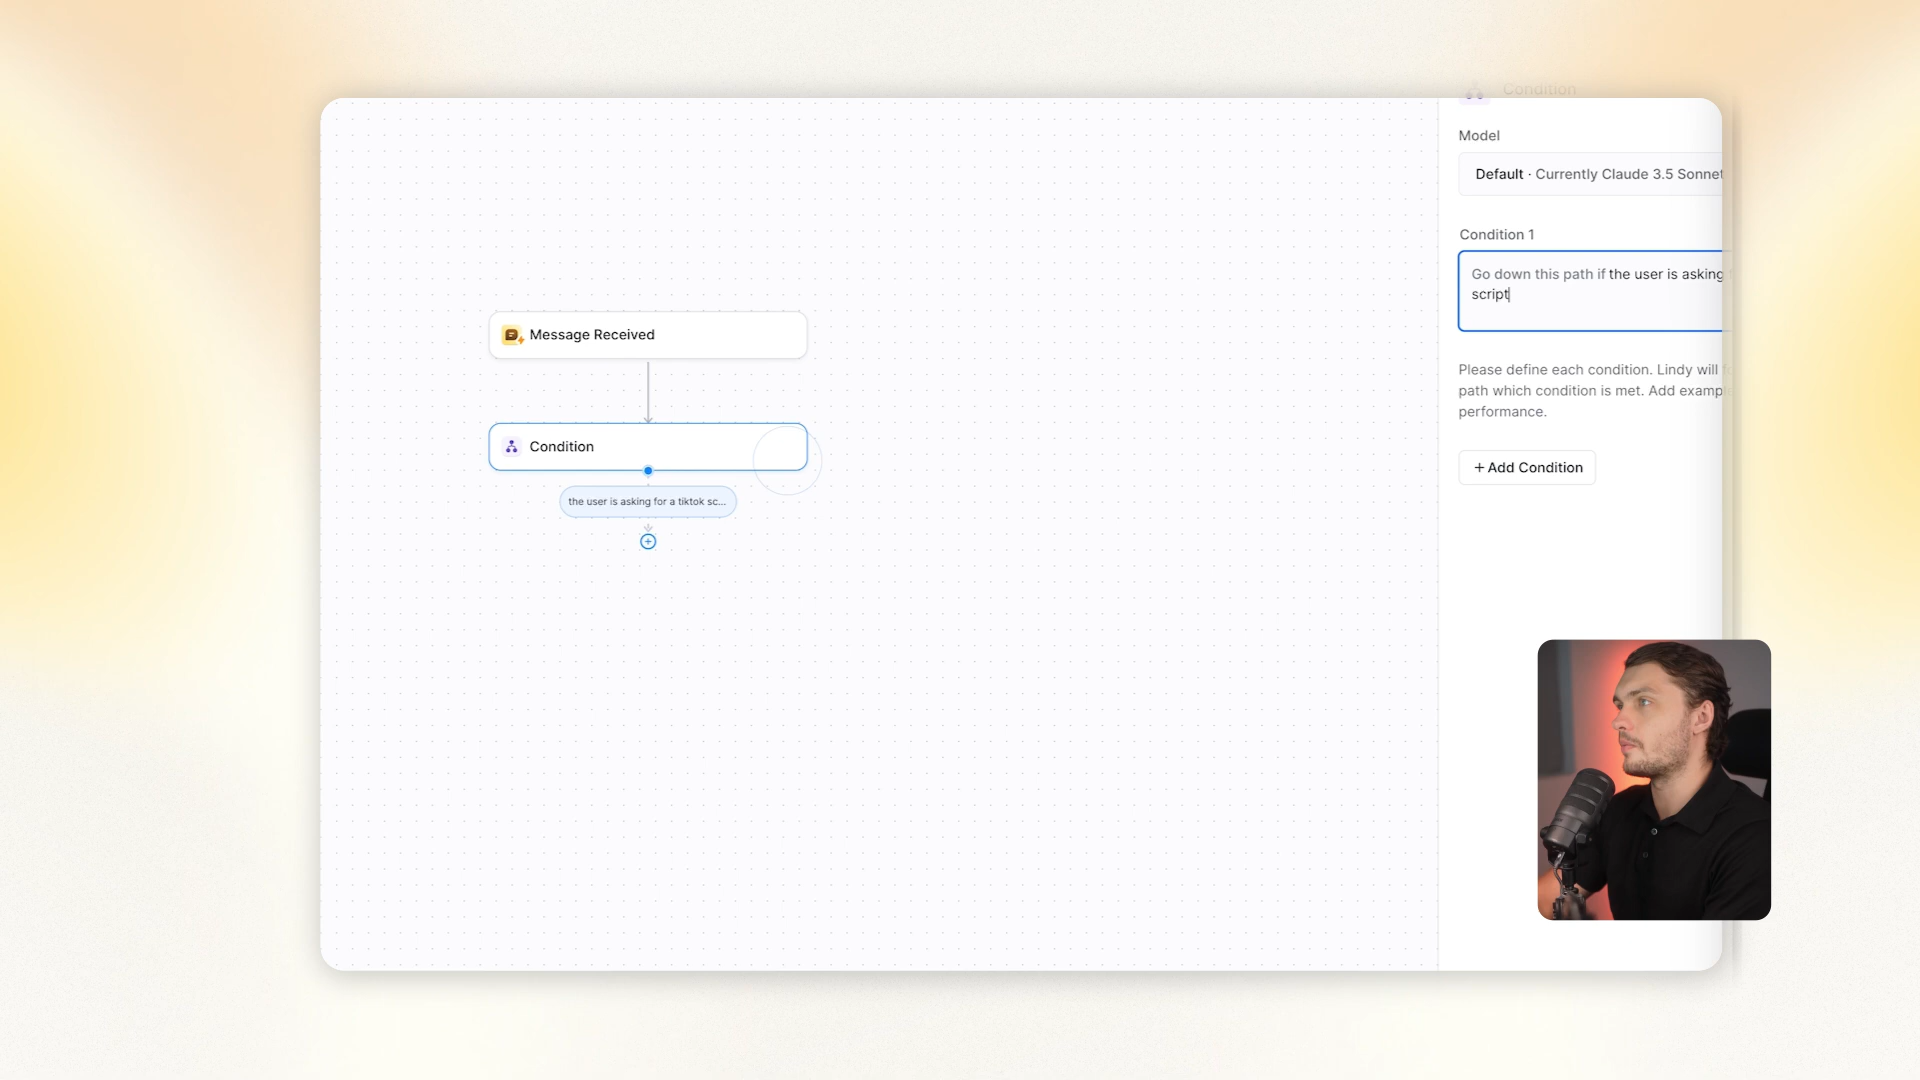 Condition
Model
Default · Currently Claude 3.5 Sonnet
Condition 1
Go down this path if the user is asking
script
Message Received
Please define each condition. Lindy will
path which condition is met. Add
performance.
Condition
+ Add Condition
the user is asking for a tiktok sc...